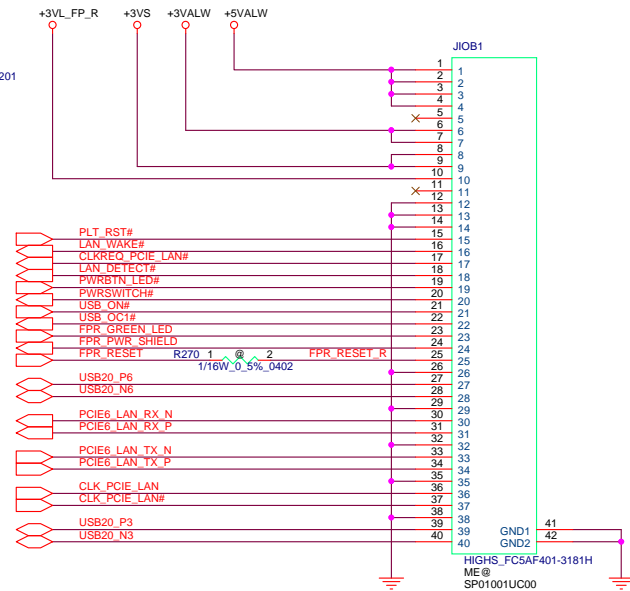 +3VL_FP_R +3VS +3VALW +5VALW
JIOB1
201
1 1
2 2
3 3
4 4
5 5
6 6
7 7
8 8
9 9
10 10
11 11
12 12
13 13
14 14
PLT_RST# 15 15
LAN_WAKE# 16 16
CLKREQ_PCIE_LAN# 17 17
LAN_DETECT# 18 18
PWRBTN_LED# 19 19
PWRSWITCH# 20 20
USB_ON# 21 21
USB_OC1# 22 22
FPR_GREEN_LED 23 23
FPR_PWR_SHIELD 24 24
FPR_RESET R270 1 @ 2 FPR_RESET_R 25 25
1/16W_0_5%_0402
26 26
USB20_P6 27 27
USB20_N6 28 28
29 29
PCIE6_LAN_RX_N 30 30
PCIE6_LAN_RX_P 31 31
32 32
PCIE6_LAN_TX_N 33 33
PCIE6_LAN_TX_P 34 34
35 35
CLK_PCIE_LAN 36 36
CLK_PCIE_LAN# 37 37
38 38
USB20_P3 39 39 GND1 41
USB20_N3 40 40 GND2 42
HIGHS_FC5AF401-3181H
ME@
SP01001UC00